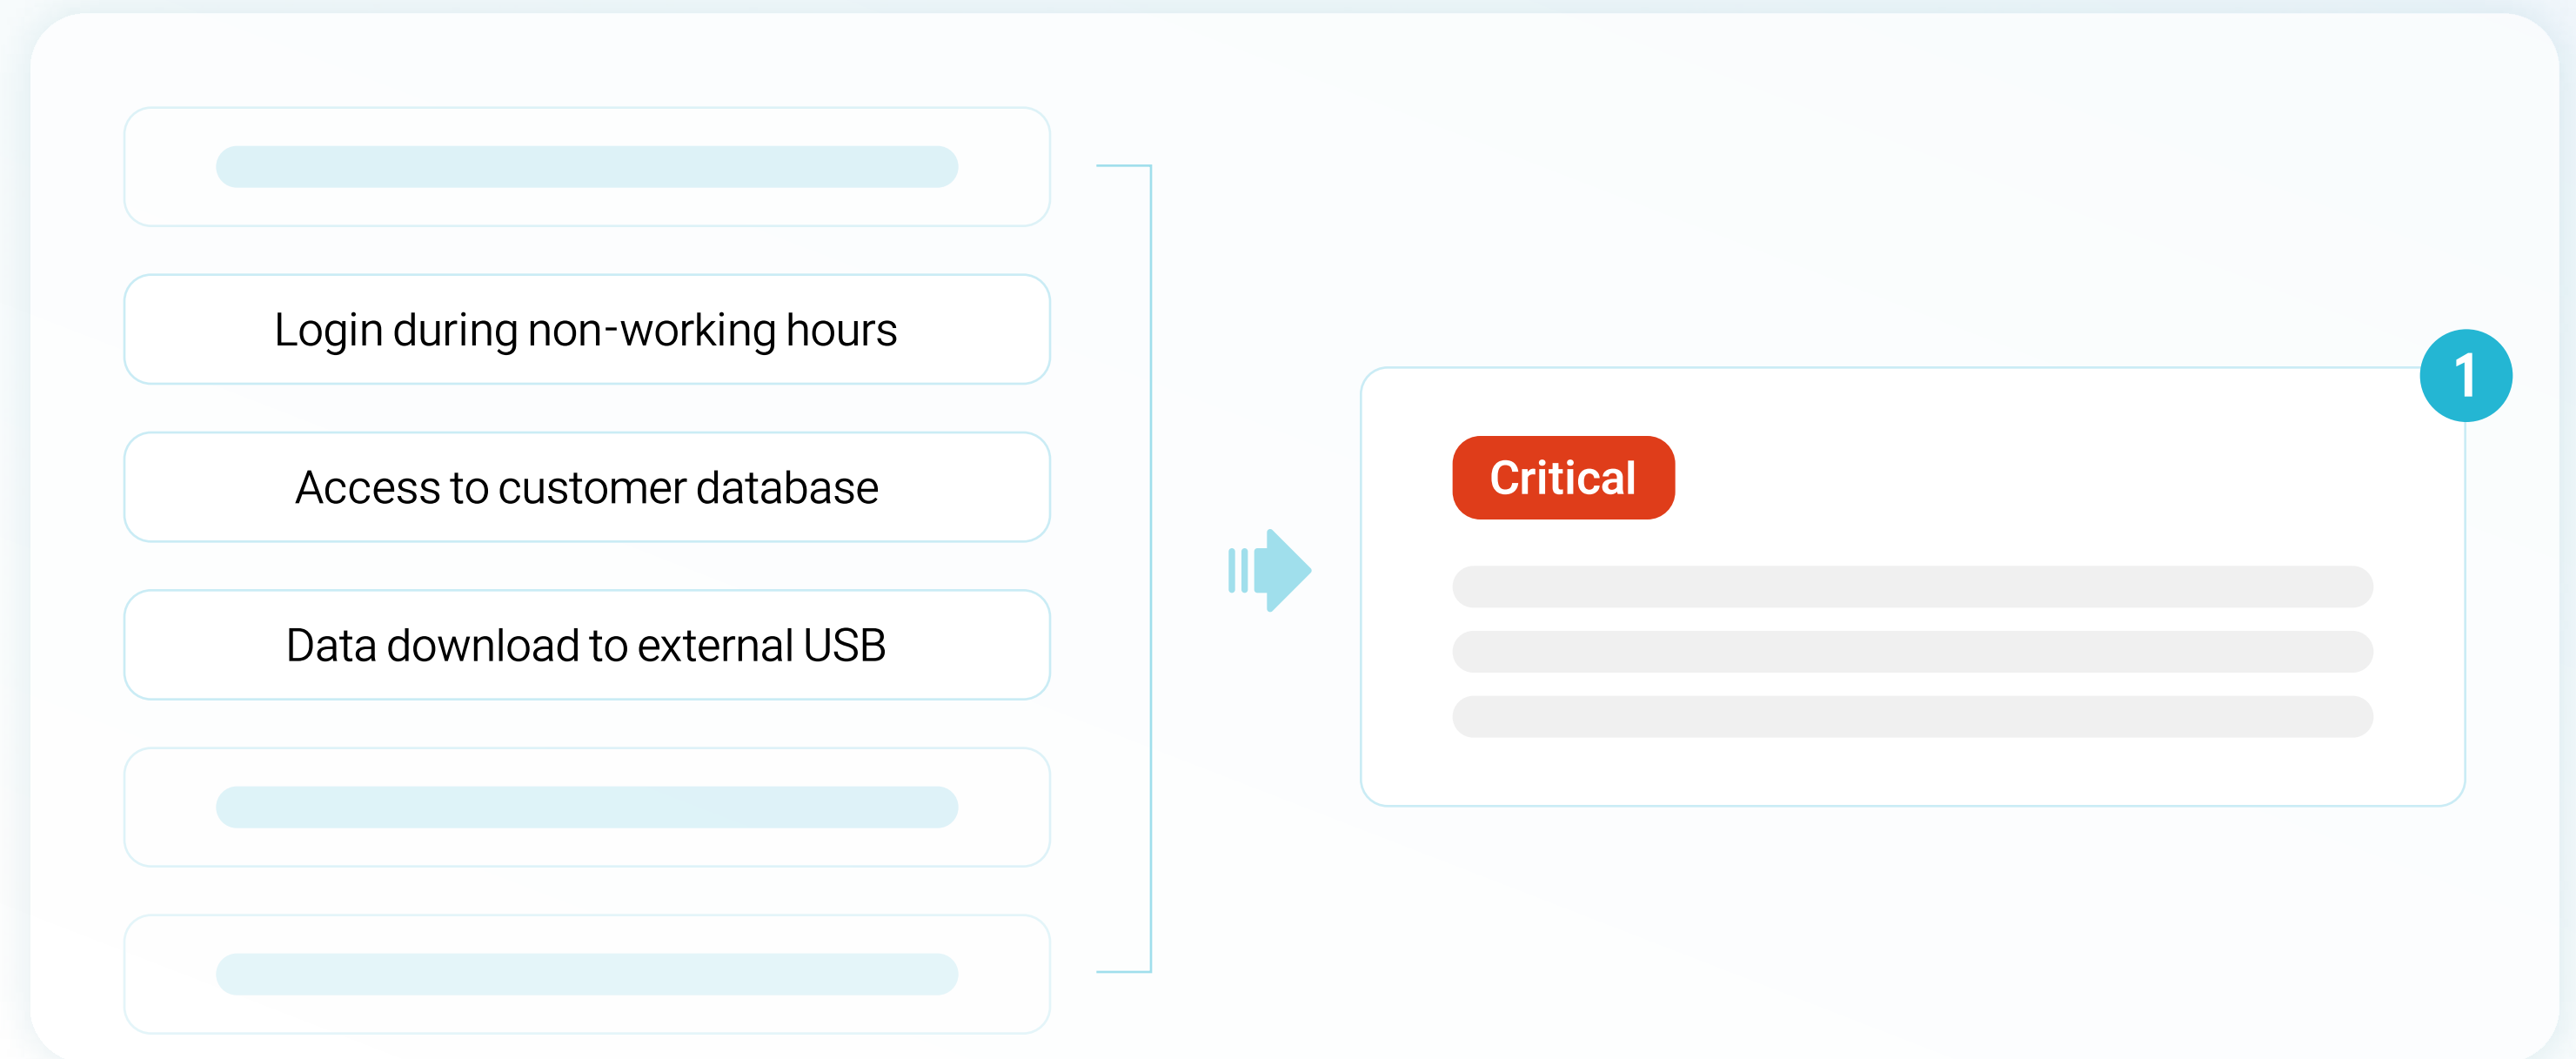 Login during non-working hours
Access to customer database
Data download to external USB
1
Critical